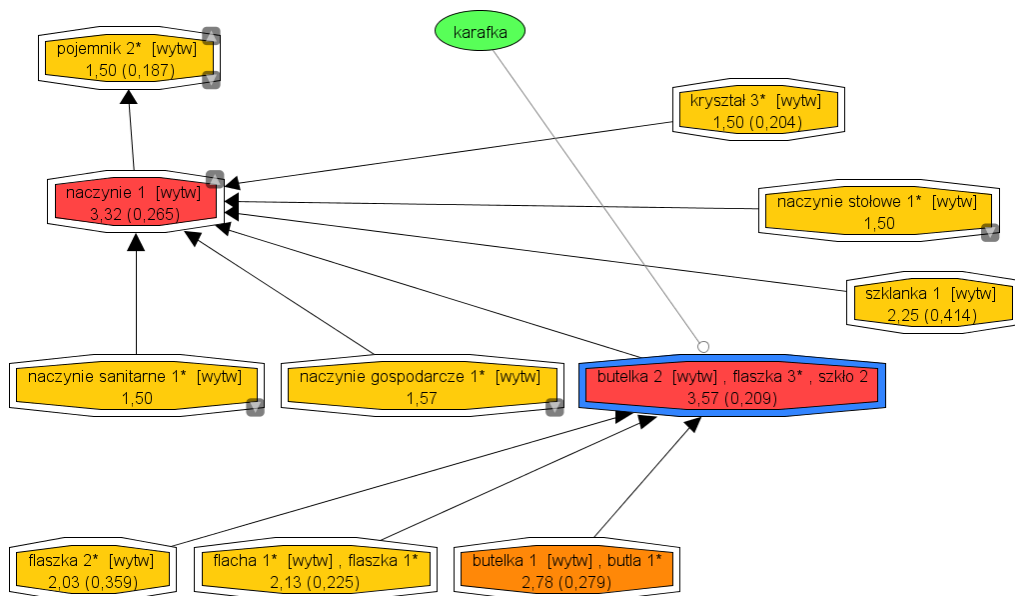 karafka
pojemnik 2* [wytw]
1,50 (0,187)
kryształ 3* [wytw]
1,50 (0,204)
naczynie 1 [wytw]
3,32 (0,265)
naczynie stołowe 1* [wytw]
1,50
szklanka 1 [wytw]
2,25 (0,414)
naczynie sanitarne 1* [wytw]
1,50
naczynie gospodarcze 1* [wytw]
1,57
butelka 2 [wytw] , flaszka 3* , szkło 2
3,57 (0,209)
flaszka 2* [wytw]
2,03 (0,359)
flacha 1* [wytw] , flaszka 1*
2,13 (0,225)
butelka 1 [wytw] , butla 1*
2,78 (0,279)